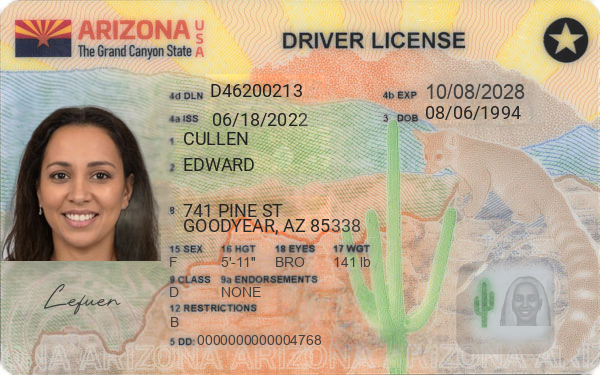 ARIZONA USA
The Grand Canyon State
DRIVER LICENSE
4d DLN D46200213
4b EXP 10/08/2028
4a ISS 06/18/2022
3 DOB 08/06/1994
1 CULLEN
2 EDWARD
8 741 PINE ST
GOODYEAR, AZ 85338
15 SEX 16 HGT 18 EYES 17 WGT
F 5'-11" BRO 141 lb
9 CLASS 9a ENDORSEMENTS
D NONE
12 RESTRICTIONS
B
5 DD: 0000000000004768
Lefuen
ARIZONA ARIZONA ARIZONA ARIZONA